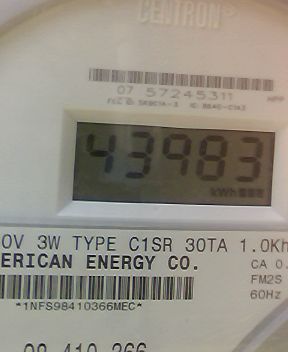 CENTRON®
07 57245311
43983
kWh
0V 3W TYPE C1SR 30TA 1.0Kh
ERICAN ENERGY CO.
CA 0.
FM2S
60Hz
*1NFS98410366MEC*
98 410 366